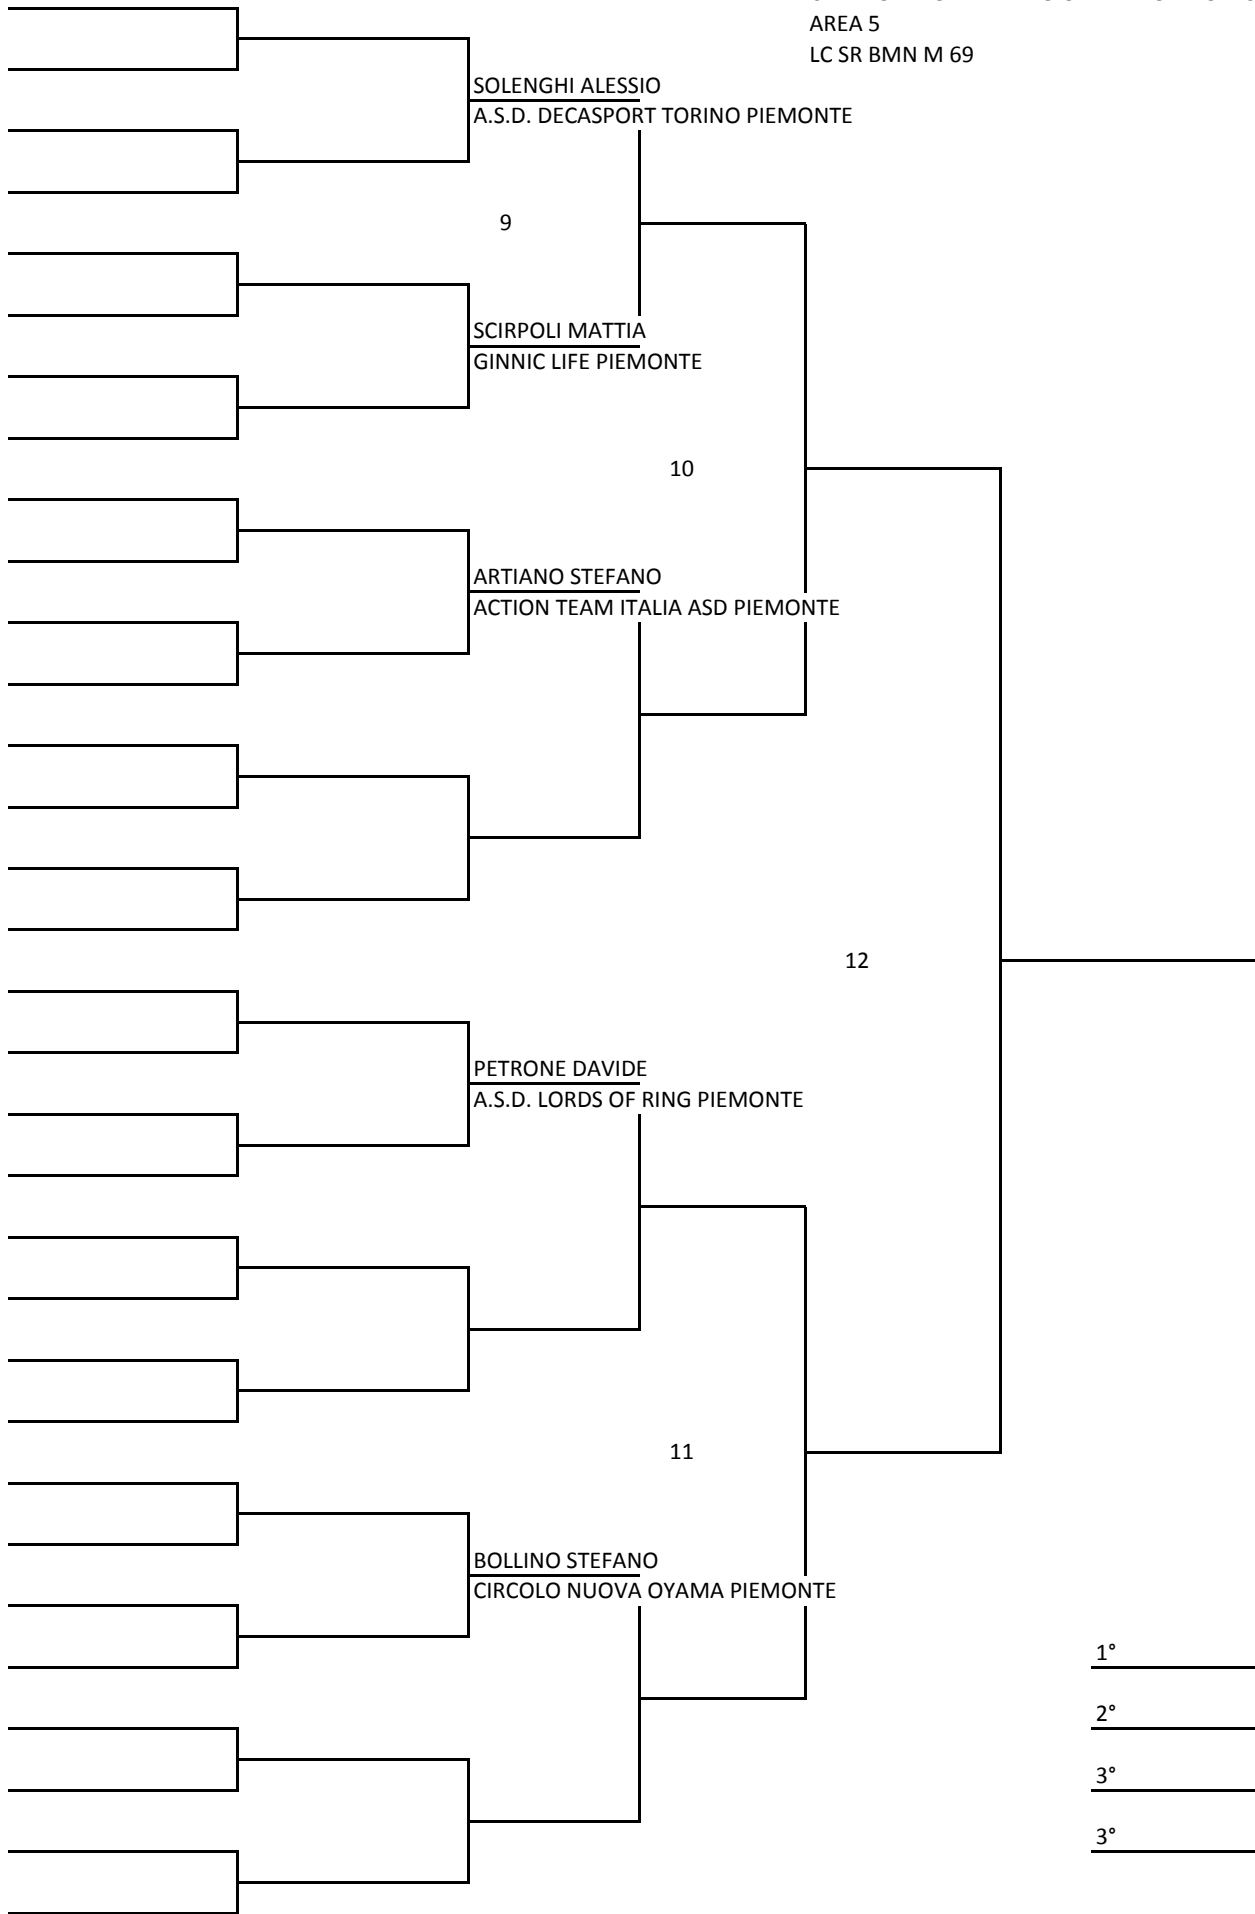 AREA 5
LC SR BMN M 69
SOLENGHI ALESSIO
A.S.D. DECASPORT TORINO PIEMONTE
9
SCIRPOLI MATTIA
GINNIC LIFE PIEMONTE
10
ARTIANO STEFANO
ACTION TEAM ITALIA ASD PIEMONTE
12
PETRONE DAVIDE
A.S.D. LORDS OF RING PIEMONTE
11
BOLLINO STEFANO
CIRCOLO NUOVA OYAMA PIEMONTE
1°
2°
3°
3°